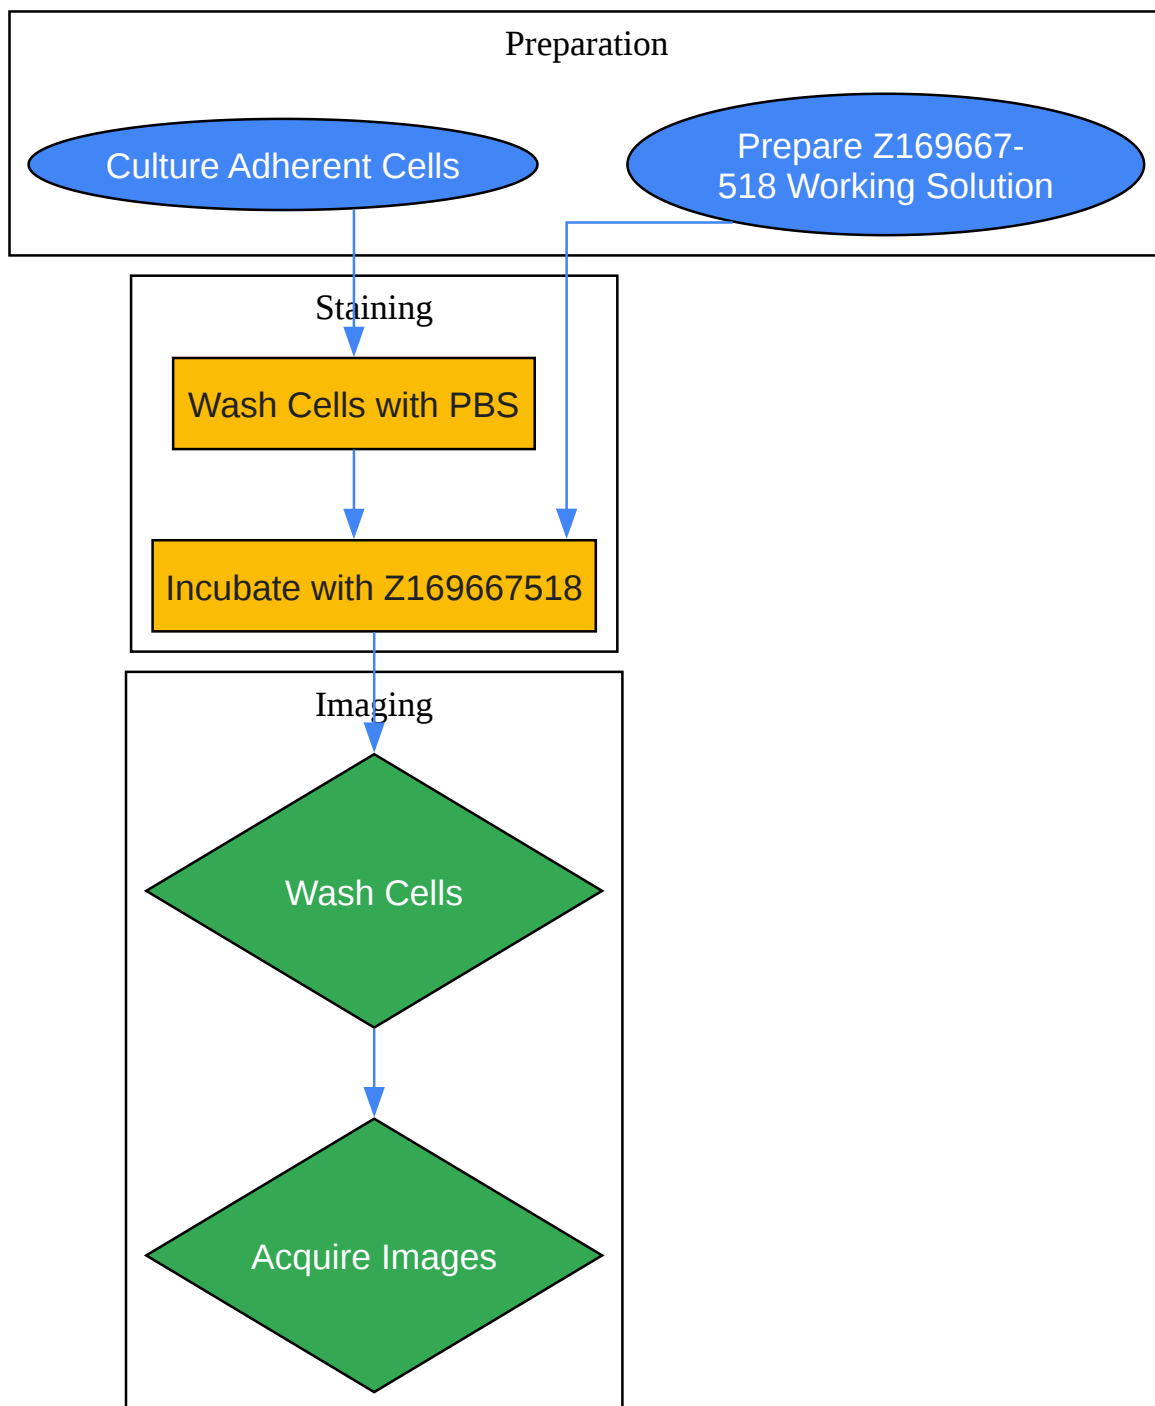 Preparation
Culture Adherent Cells
Prepare Z169667-
518 Working Solution
Staining
Wash Cells with PBS
Incubate with Z169667518
Imaging
Wash Cells
Acquire Images